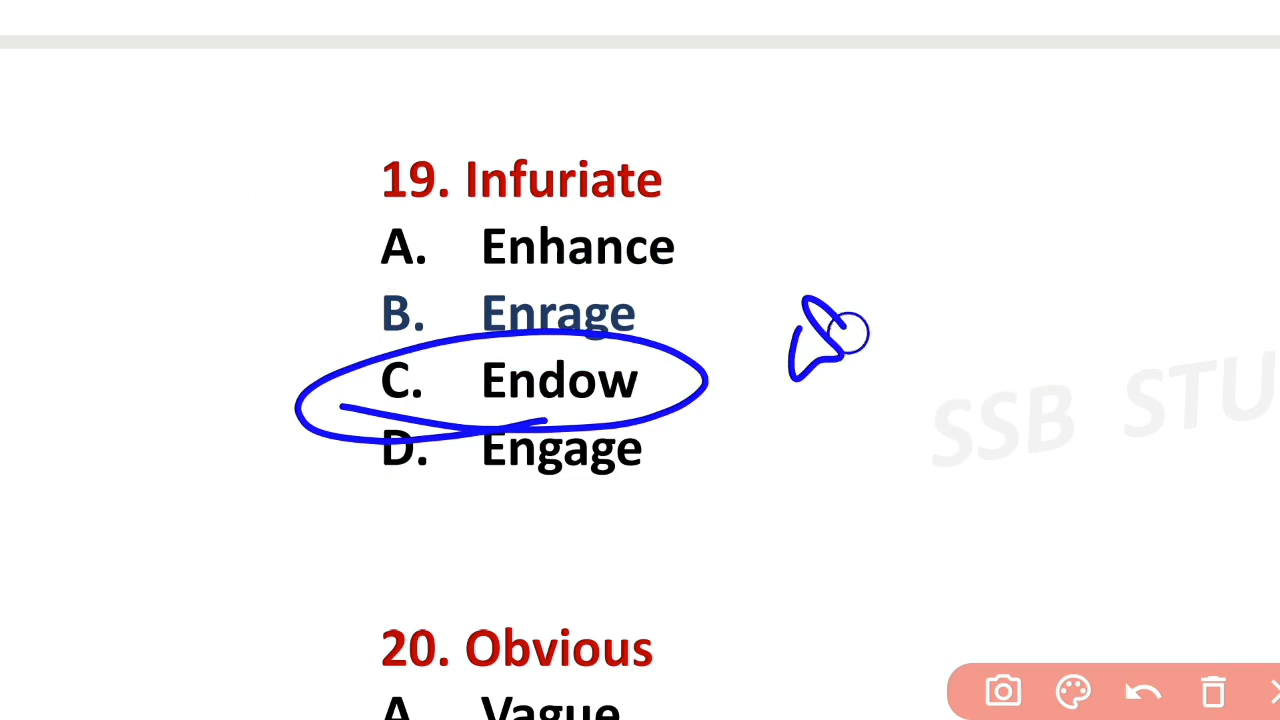 19. Infuriate
A. Enhance
B. Enrage
C. Endow
D. Engage
SSB STU
20. Obvious
A. Vague